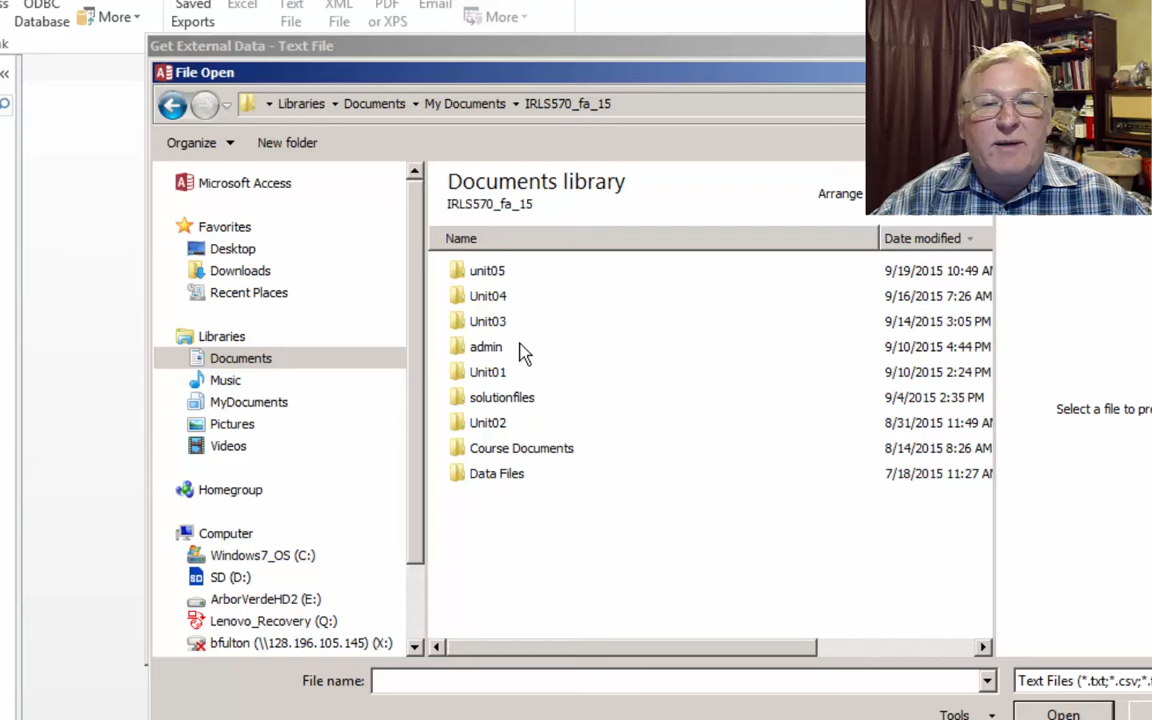 ODBC
Database
More
Saved
Exports
Excel
Text
File
XML
File
PDF
or XPS
Email
More
Get External Data - Text File
File Open
Libraries
Documents
My Documents
IRLS570_fa_15
Organize
New folder
Microsoft Access
Favorites
Desktop
Downloads
Recent Places
Libraries
Documents
Music
MyDocuments
Pictures
Videos
Homegroup
Computer
Windows7_OS (C:)
SD (D:)
ArborVerdeHD2 (E:)
Lenovo_Recovery (Q:)
bfulton (\\128.196.105.145) (X:)
Documents library
IRLS570_fa_15
Arrange
Name
Date modified
unit05
9/19/2015 10:49 AM
Unit04
9/16/2015 7:26 AM
Unit03
9/14/2015 3:05 PM
admin
9/10/2015 4:44 PM
Unit01
9/10/2015 2:24 PM
solutionfiles
9/4/2015 2:35 PM
Unit02
8/31/2015 11:49 AM
Course Documents
8/14/2015 8:26 AM
Data Files
7/18/2015 11:27 AM
Select a file to pre
File name:
Text Files (*.txt;*.csv;*.
Tools
Open